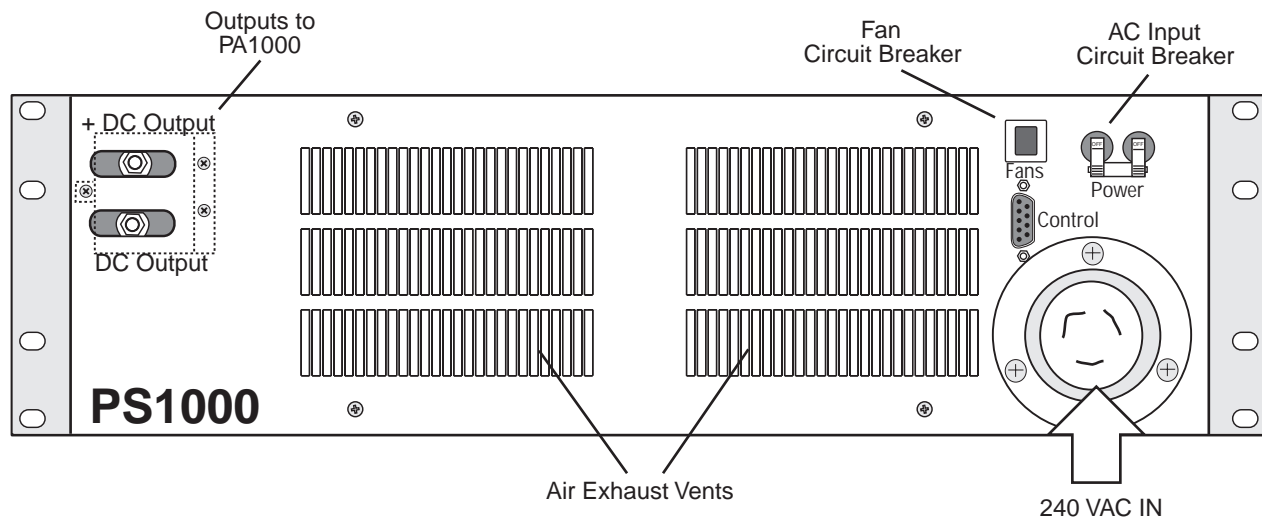 Outputs to
PA1000
Fan
Circuit Breaker
AC Input
Circuit Breaker
+ DC Output
DC Output
OFF OFF
Fans
Power
Control
PS1000
Air Exhaust Vents
240 VAC IN